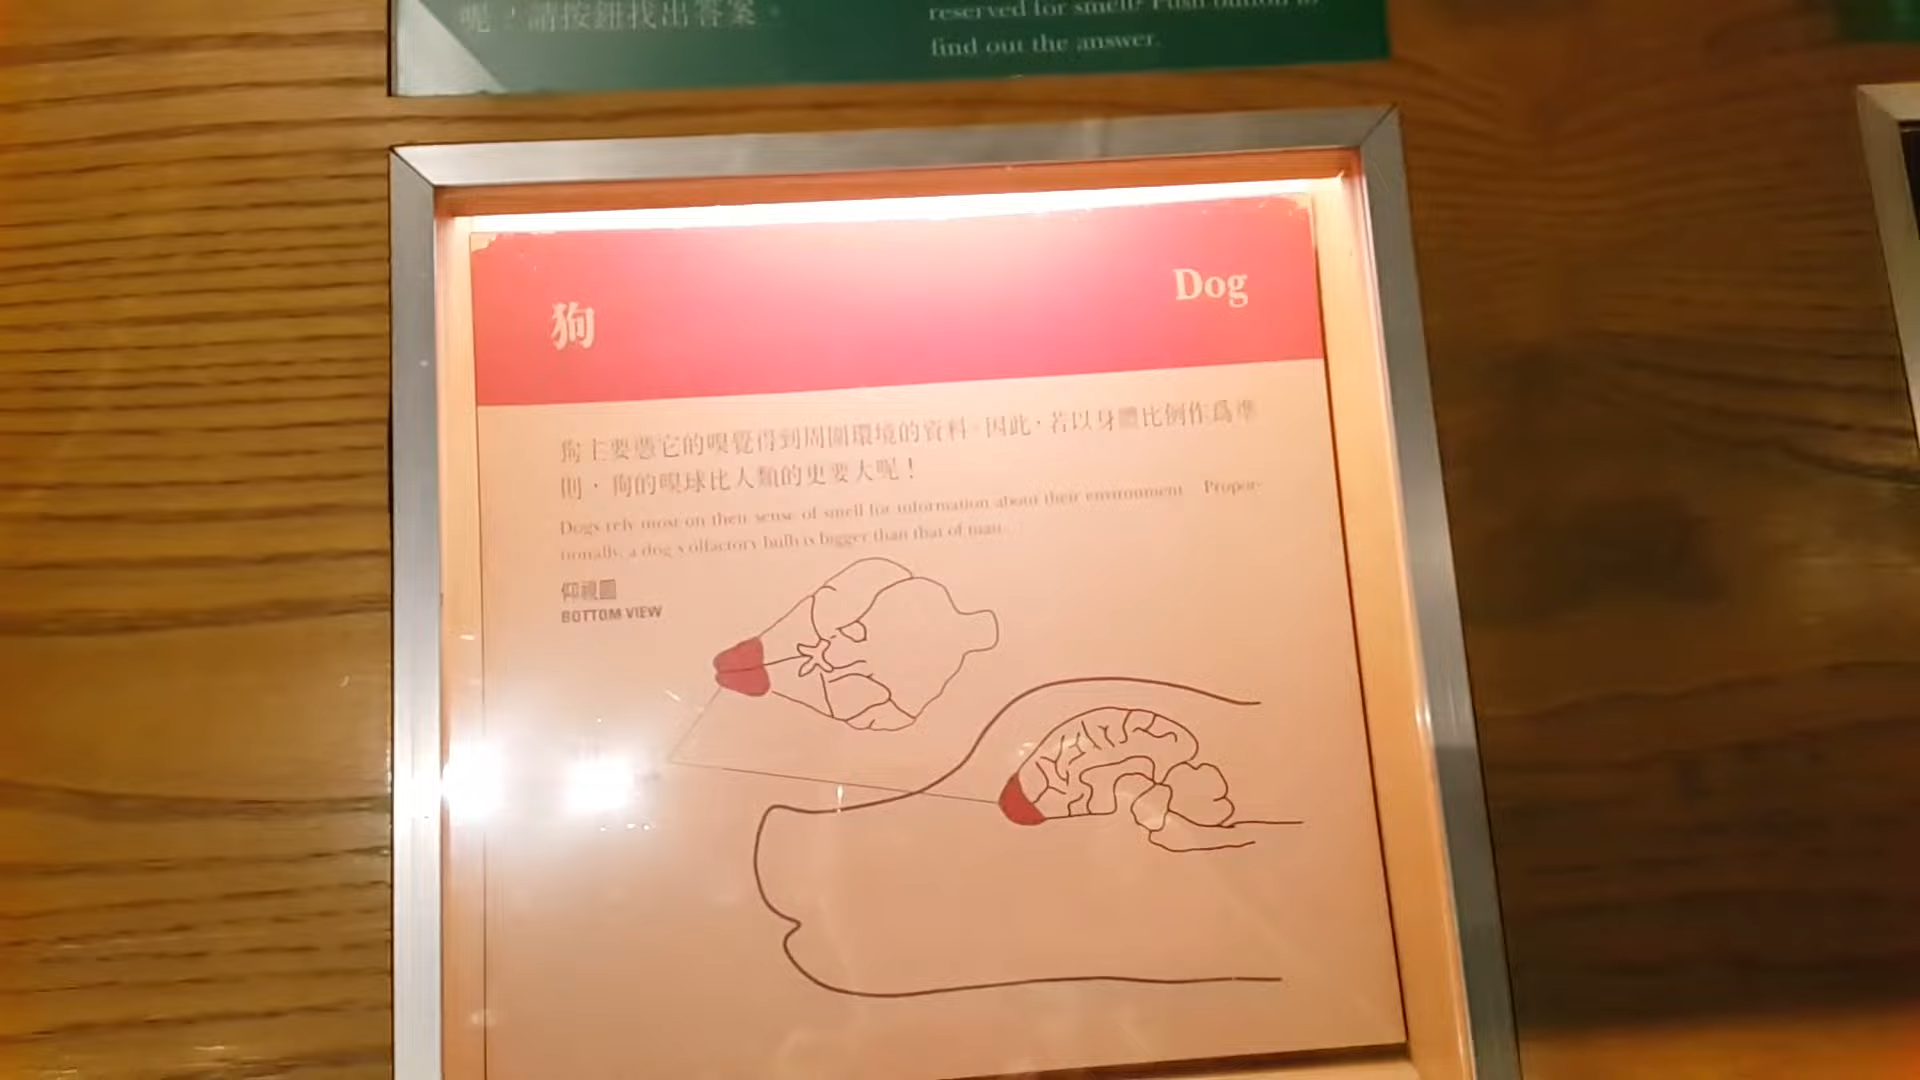 呢，請按鈕找出答案。
reserved for smell? Push button to
find out the answer.
狗
Dog
狗主要憑它的嗅覺得到周圍環境的資料。因此，若以身體比例作爲準
則，狗的嗅球比人類的更要大呢！
Dogs rely most on their sense of smell for information about their environment. Propor-
tionally, a dog's olfactory bulb is bigger than that of man.
仰視圖
BOTTOM VIEW